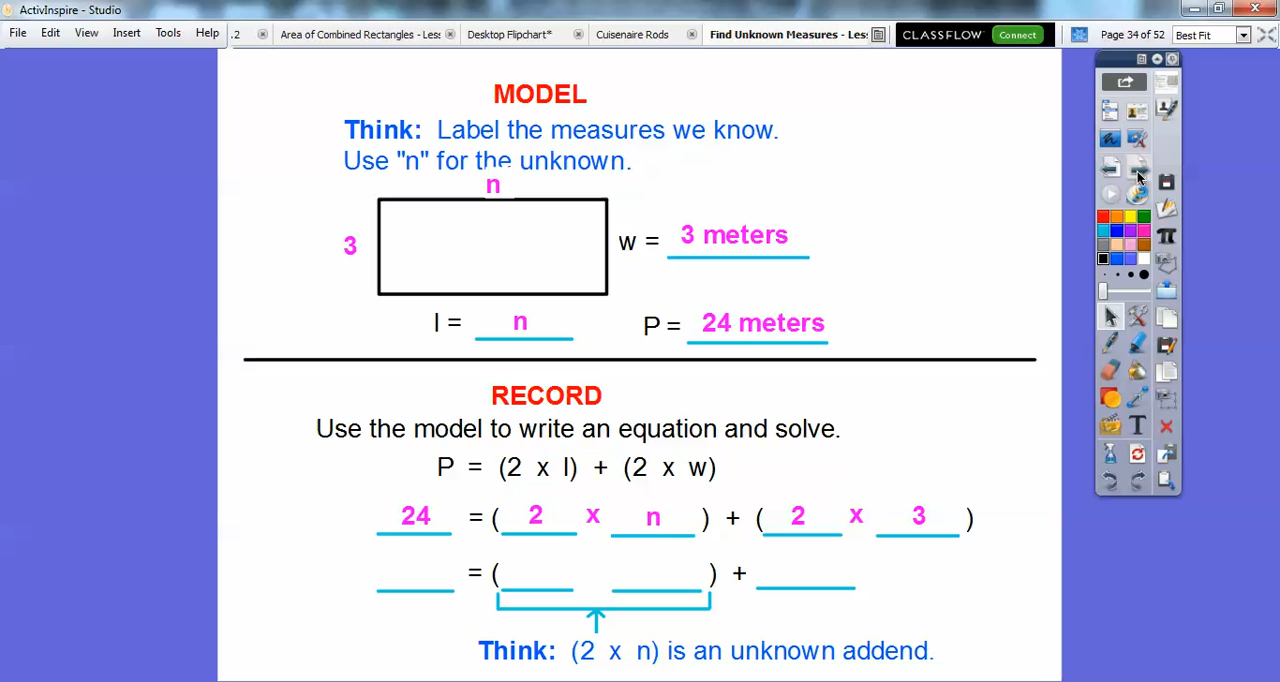 ActivInspire - Studio
File Edit View Insert Tools Help .2 Area of Combined Rectangles - Less Desktop Flipchart* Cuisenaire Rods Find Unknown Measures - Les: CLASSFLOW Connect Page 34 of 52 Best Fit
MODEL
Think: Label the measures we know.
Use "n" for the unknown.
n
3 w = 3 meters
l = n P = 24 meters
RECORD
Use the model to write an equation and solve.
P = (2 x l) + (2 x w)
24 = ( 2 x n ) + ( 2 x 3 )
= ( ) +
Think: (2 x n) is an unknown addend.
T